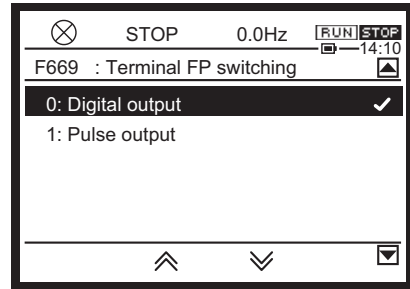 STOP 0.0Hz RUN STOP
14:10
F669 : Terminal FP switching
0: Digital output
1: Pulse output